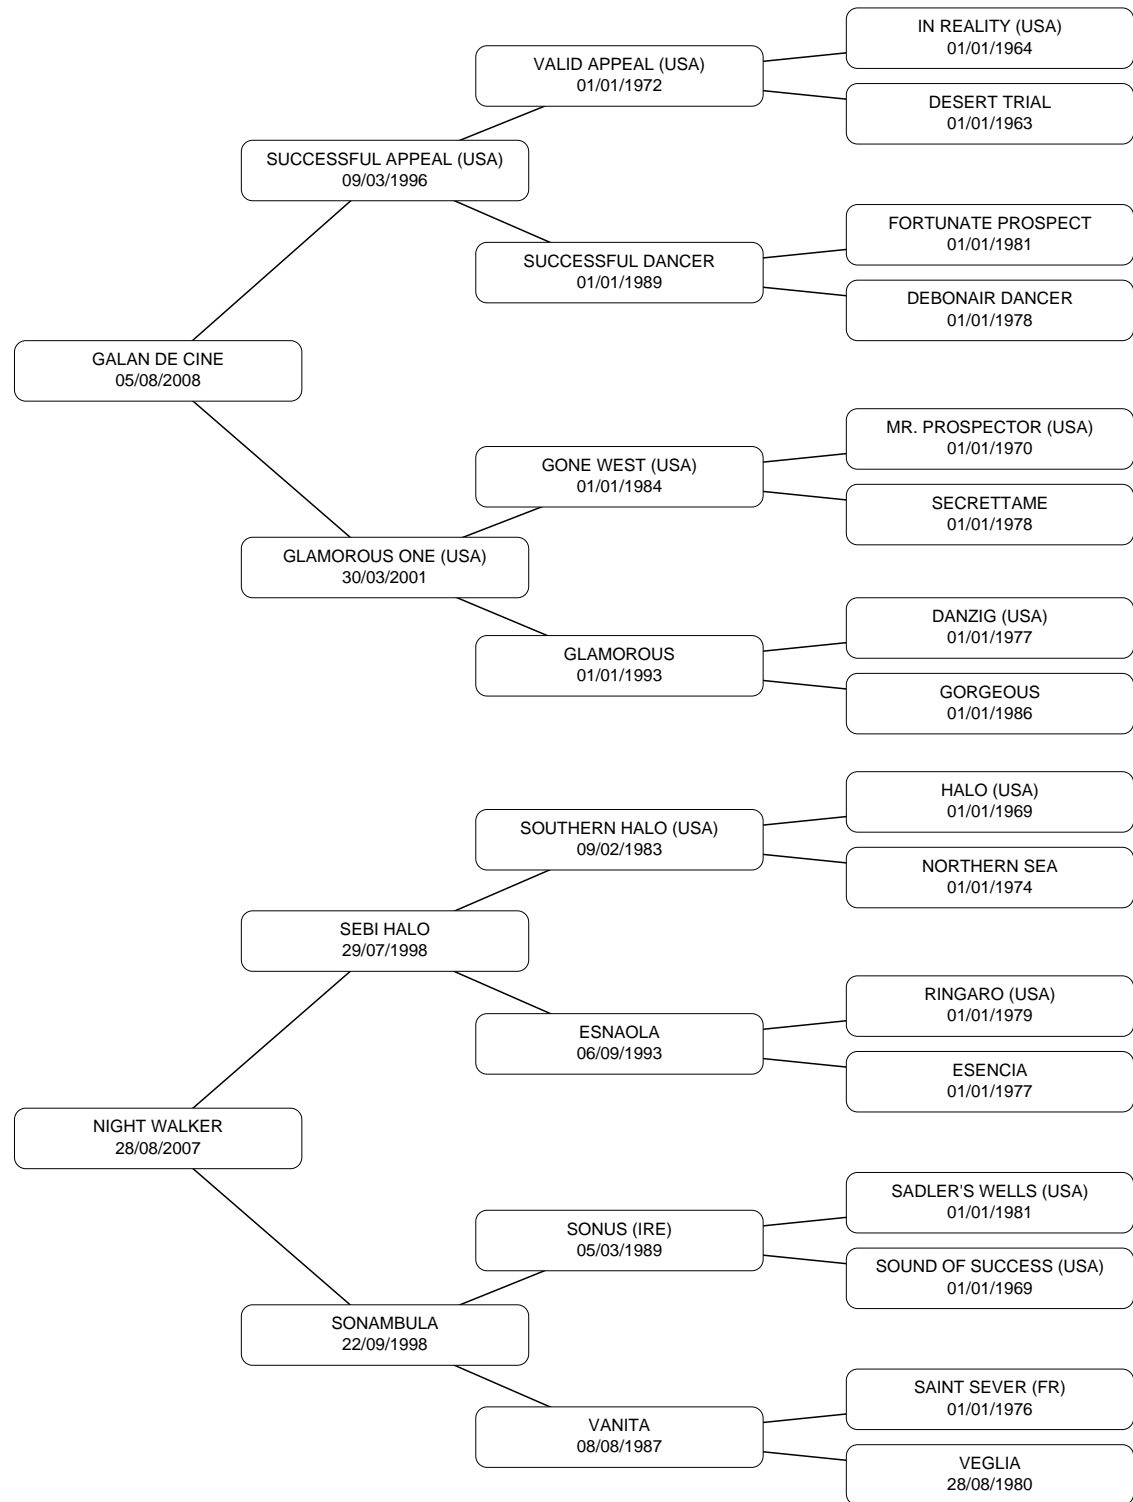 IN REALITY (USA)
01/01/1964
VALID APPEAL (USA)
01/01/1972
DESERT TRIAL
01/01/1963
SUCCESSFUL APPEAL (USA)
09/03/1996
FORTUNATE PROSPECT
01/01/1981
SUCCESSFUL DANCER
01/01/1989
DEBONAIR DANCER
01/01/1978
GALAN DE CINE
05/08/2008
MR. PROSPECTOR (USA)
01/01/1970
GONE WEST (USA)
01/01/1984
SECRETTAME
01/01/1978
GLAMOROUS ONE (USA)
30/03/2001
DANZIG (USA)
01/01/1977
GLAMOROUS
01/01/1993
GORGEOUS
01/01/1986
HALO (USA)
01/01/1969
SOUTHERN HALO (USA)
09/02/1983
NORTHERN SEA
01/01/1974
SEBI HALO
29/07/1998
RINGARO (USA)
01/01/1979
ESNAOLA
06/09/1993
ESENCIA
01/01/1977
NIGHT WALKER
28/08/2007
SADLER'S WELLS (USA)
01/01/1981
SONUS (IRE)
05/03/1989
SOUND OF SUCCESS (USA)
01/01/1969
SONAMBULA
22/09/1998
SAINT SEVER (FR)
01/01/1976
VANITA
08/08/1987
VEGLIA
28/08/1980